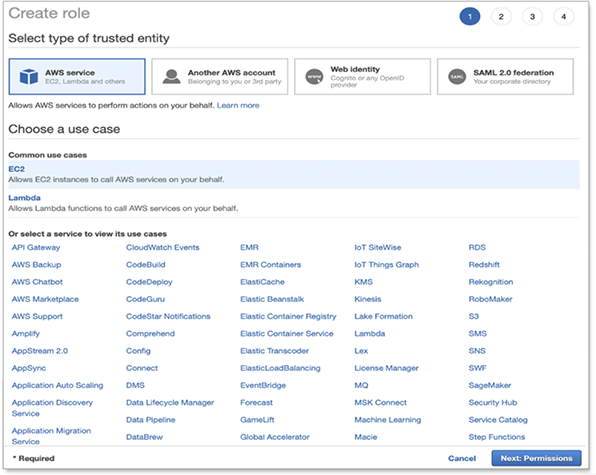 Create role
1 2 3 4
Select type of trusted entity
AWS service
EC2, Lambda and others
Another AWS account
Belonging to you or 3rd party
WWW
Web identity
Cognito or any OpenID
provider
SAML
SAML 2.0 federation
Your corporate directory
Allows AWS services to perform actions on your behalf. Learn more
Choose a use case
Common use cases
EC2
Allows EC2 instances to call AWS services on your behalf.
Lambda
Allows Lambda functions to call AWS services on your behalf.
Or select a service to view its use cases
API Gateway
AWS Backup
AWS Chatbot
AWS Marketplace
AWS Support
Amplify
AppStream 2.0
AppSync
Application Auto Scaling
Application Discovery
Service
Application Migration
Service
CloudWatch Events
CodeBuild
CodeDeploy
CodeGuru
CodeStar Notifications
Comprehend
Config
Connect
DMS
Data Lifecycle Manager
Data Pipeline
DataBrew
EMR
EMR Containers
ElastiCache
Elastic Beanstalk
Elastic Container Registry
Elastic Container Service
Elastic Transcoder
ElasticLoadBalancing
EventBridge
Forecast
GameLift
Global Accelerator
IoT SiteWise
IoT Things Graph
KMS
Kinesis
Lake Formation
Lambda
Lex
License Manager
MQ
MSK Connect
Machine Learning
Macie
RDS
Redshift
Rekognition
RoboMaker
S3
SMS
SNS
SWF
SageMaker
Security Hub
Service Catalog
Step Functions
* Required
Cancel
Next: Permissions